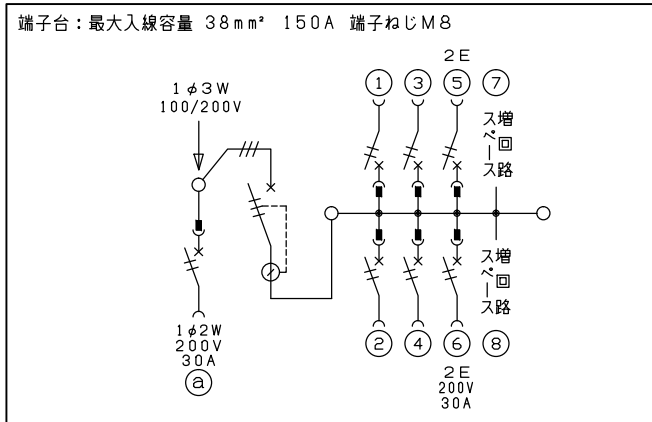 端子台：最大入線容量 38mm² 150A 端子ねじM8
1φ3W
100/200V
2E
1
3
5
7
増回路
スペース
増回路
スペース
1φ2W
200V
30A
a
2
4
6
8
2E
200V
30A